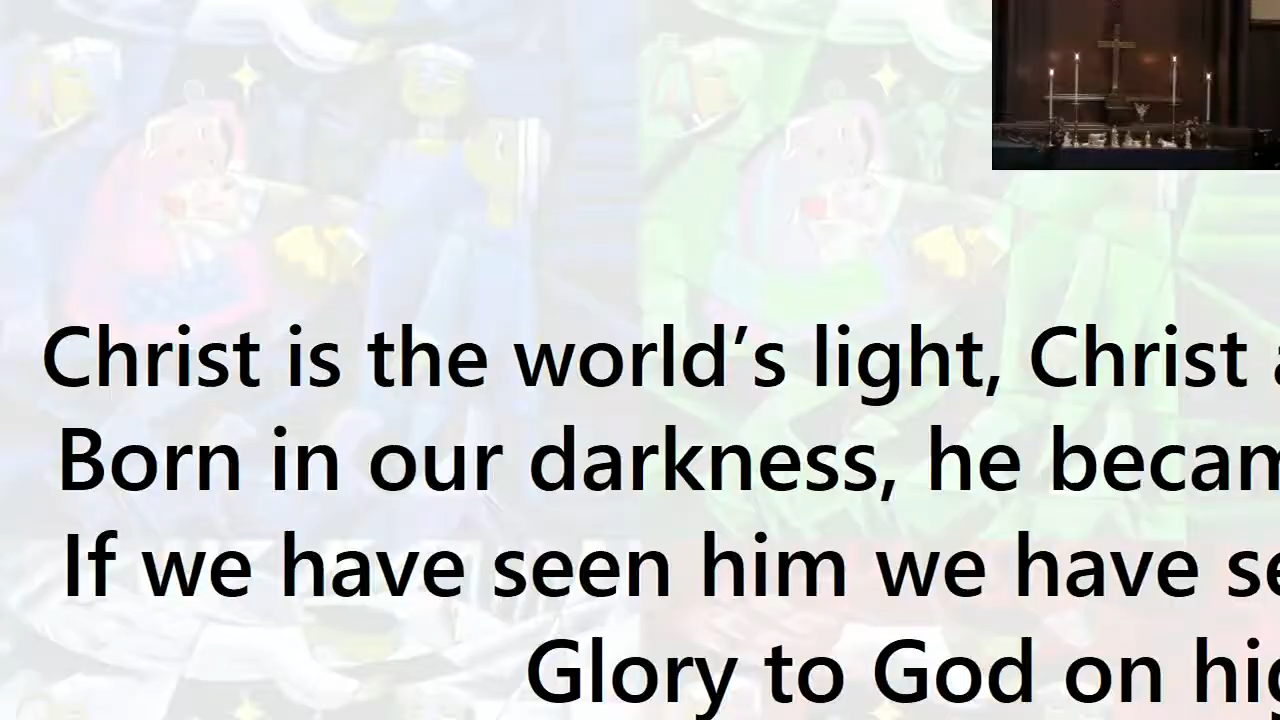 Christ is the world’s light, Christ
Born in our darkness, he becam
If we have seen him we have se
Glory to God on hig